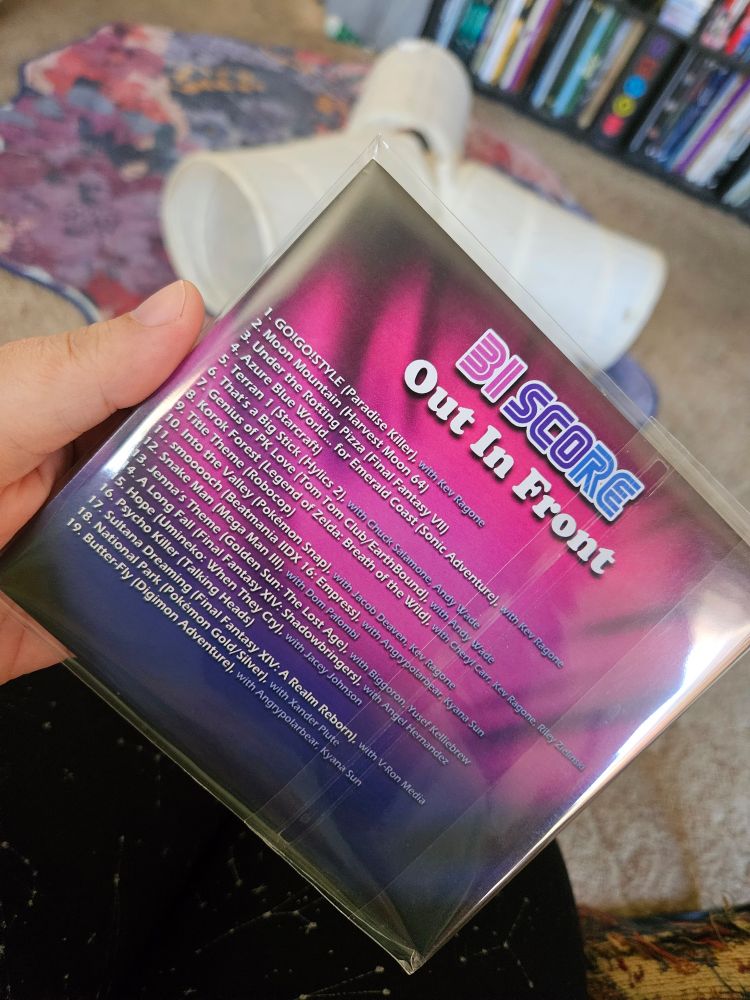 BI SCORE
Out In Front
1. GO!GO!STYLE (Paradise Killer), with Kev Ragone
2. Moon Mountain (Harvest Moon 64)
3. Under the Rotting Pizza (Final Fantasy VII)
4. Azure Blue World...for Emerald Coast (Sonic Adventure), with Kev Ragone
5. Terran 1 (Starcraft)
6. That's a Big Stick (Hylics 2), with Chuck Salamone, Andy Wade
7. Genius of PK Love (Tom Tom Club/EarthBound), with Andy Wade
8. Korok Forest (Legend of Zelda: Breath of the Wild), with Cheryl Carr, Kev Ragone, Riley Zielinski
9. Title Theme (RoboCop)
10. Into the Valley (Pokémon Snap), with Jacob Deaven, Kev Ragone
11. smooooch (Beatmania IIDX 16: Empress), with Angrypolarbear, Kyana Sun
12. Snake Man (Mega Man III), with Dom Palombi
13. Jenna's Theme (Golden Sun: The Lost Age), with Biggoron, Yusef Kelliebrew
14. A Long Fall (Final Fantasy XIV: Shadowbringers), with Angel Hernandez
15. Hope (Umineko: When They Cry), with Lacey Johnson
16. Psycho Killer (Talking Heads)
17. Sultana Dreaming (Final Fantasy XIV: A Realm Reborn), with V-Ron Media
18. National Park (Pokémon Gold/Silver), with Xander Plute
19. Butter-Fly (Digimon Adventure), with Angrypolarbear, Kyana Sun